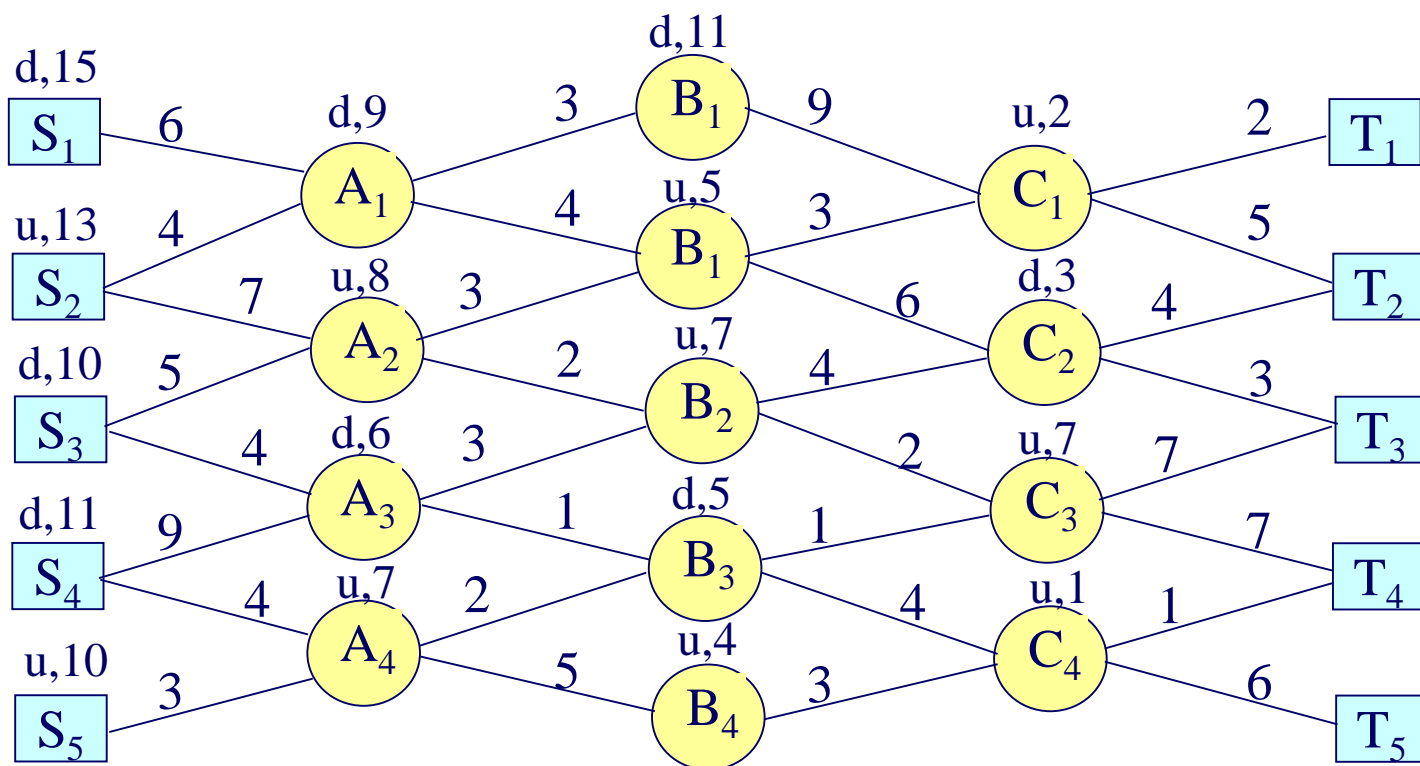 d,11
d,15
S₁
6
d,9
A₁
3
B₁
9
u,2
C₁
2
T₁
u,13
S₂
4
7
u,8
A₂
4
3
u,5
B₁
3
6
d,3
C₂
5
4
T₂
d,10
S₃
5
4
d,6
A₃
2
3
u,7
B₂
4
2
u,7
C₃
3
7
T₃
d,11
S₄
9
4
u,7
A₄
1
2
d,5
B₃
1
4
u,1
C₄
7
1
T₄
u,10
S₅
3
5
u,4
B₄
3
6
T₅